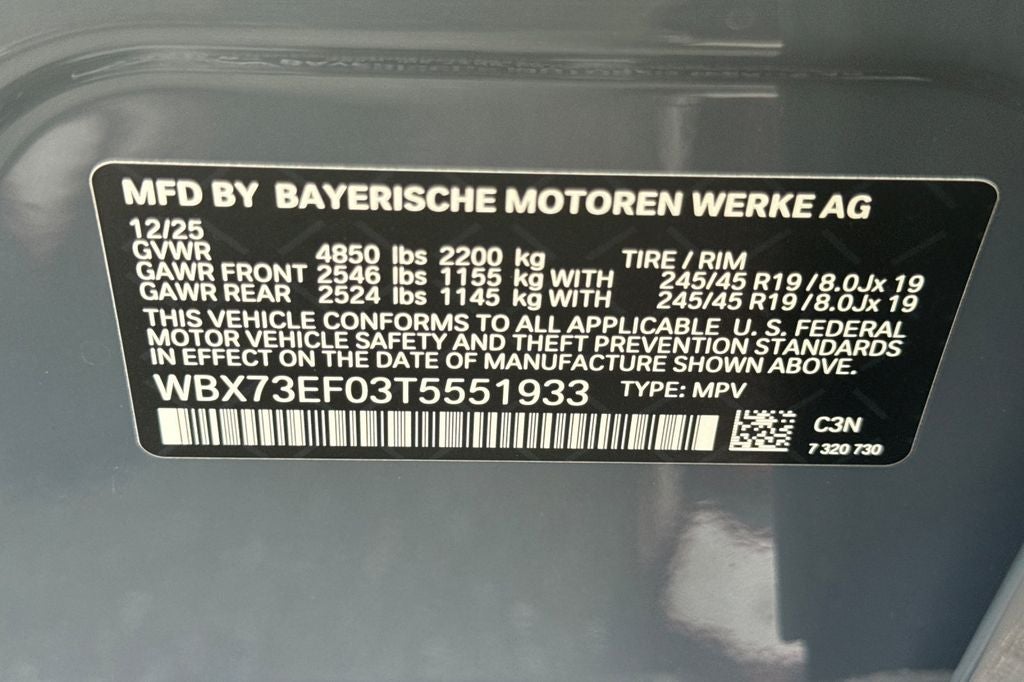 MFD BY BAYERISCHE MOTOREN WERKE AG
12/25
GVWR 4850 lbs 2200 kg TIRE / RIM
GAWR FRONT 2546 lbs 1155 kg WITH 245/45 R19 / 8.0Jx 19
GAWR REAR 2524 lbs 1145 kg WITH 245/45 R19 / 8.0Jx 19
THIS VEHICLE CONFORMS TO ALL APPLICABLE U. S. FEDERAL
MOTOR VEHICLE SAFETY AND THEFT PREVENTION STANDARDS
IN EFFECT ON THE DATE OF MANUFACTURE SHOWN ABOVE.
WBX73EF03T5551933 TYPE: MPV
C3N
7 320 730